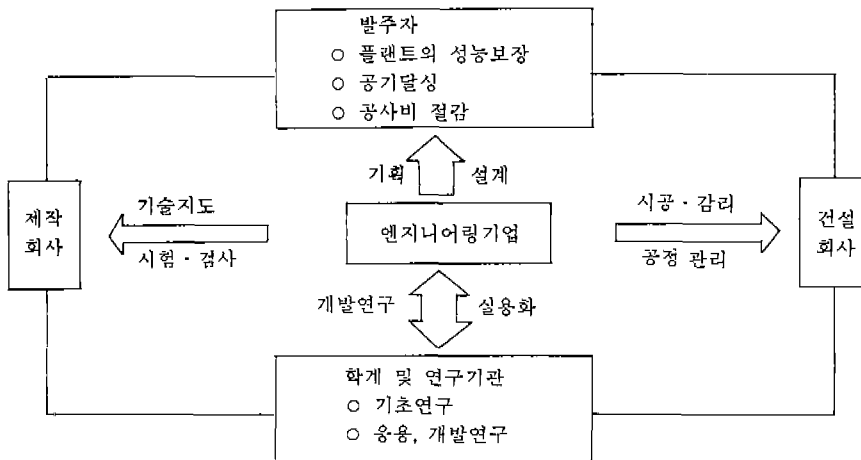 발주자
○ 플랜트의 성능보장
○ 공기달성
○ 공사비 절감
기획 설계
제작
회사
기술지도
시험·검사
엔지니어링기업
시공·감리
공정 관리
건설
회사
개발연구 실용화
학계 및 연구기관
○ 기초연구
○ 응용, 개발연구